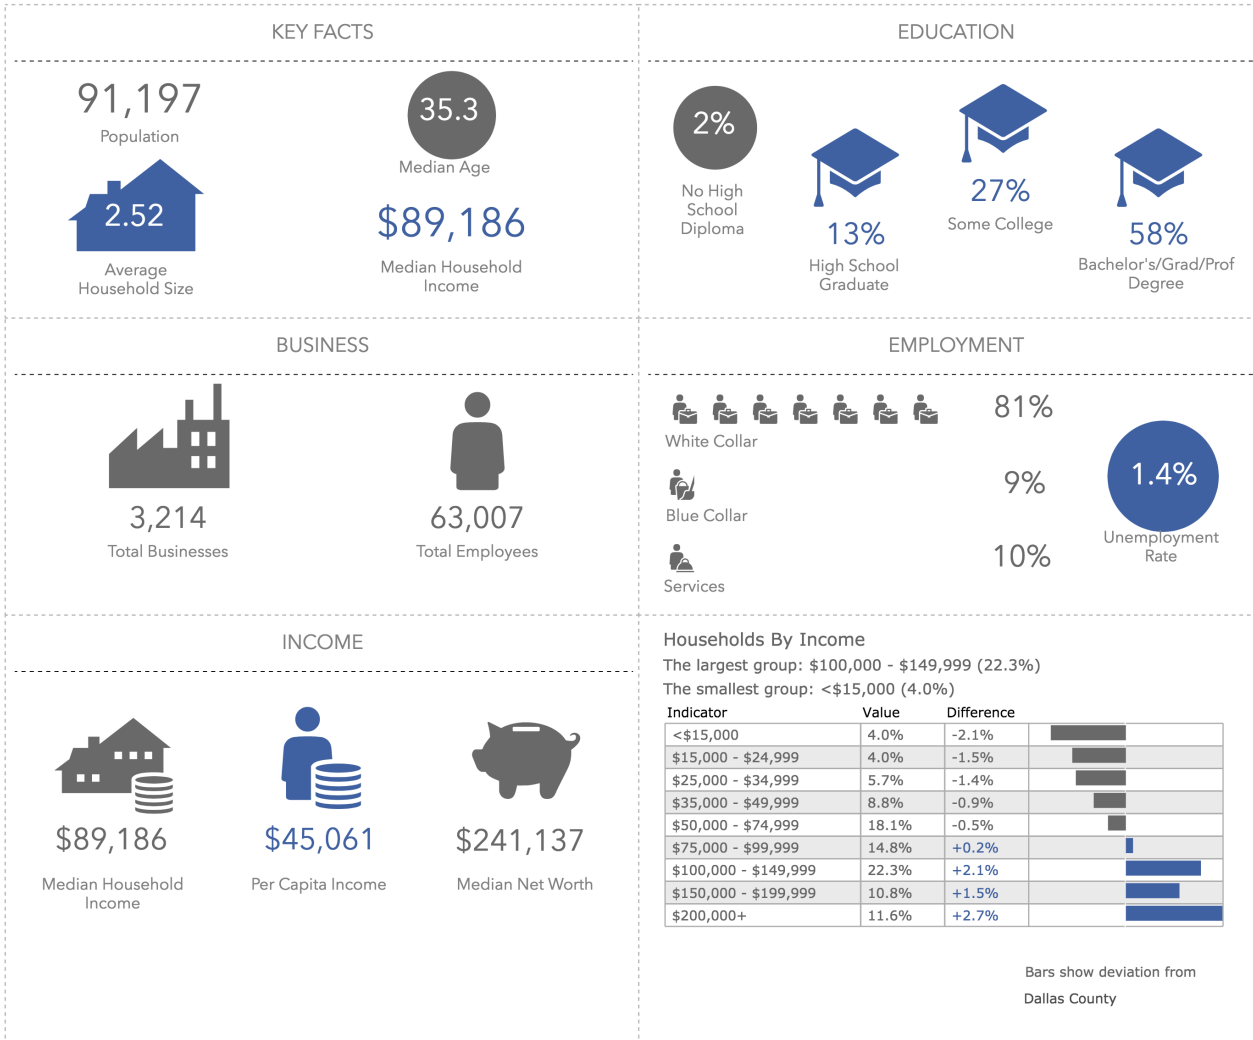 KEY FACTS
91,197
Population
35.3
Median Age
2.52
Average
Household Size
$89,186
Median Household
Income
EDUCATION
2%
No High
School
Diploma
13%
High School
Graduate
27%
Some College
58%
Bachelor's/Grad/Prof
Degree
BUSINESS
3,214
Total Businesses
63,007
Total Employees
EMPLOYMENT
81%
White Collar
9%
Blue Collar
10%
Services
1.4%
Unemployment
Rate
INCOME
$89,186
Median Household
Income
$45,061
Per Capita Income
$241,137
Median Net Worth
Households By Income
The largest group: $100,000 - $149,999 (22.3%)
The smallest group: <$15,000 (4.0%)
Indicator Value Difference
<$15,000 4.0% -2.1%
$15,000 - $24,999 4.0% -1.5%
$25,000 - $34,999 5.7% -1.4%
$35,000 - $49,999 8.8% -0.9%
$50,000 - $74,999 18.1% -0.5%
$75,000 - $99,999 14.8% +0.2%
$100,000 - $149,999 22.3% +2.1%
$150,000 - $199,999 10.8% +1.5%
$200,000+ 11.6% +2.7%
Bars show deviation from
Dallas County